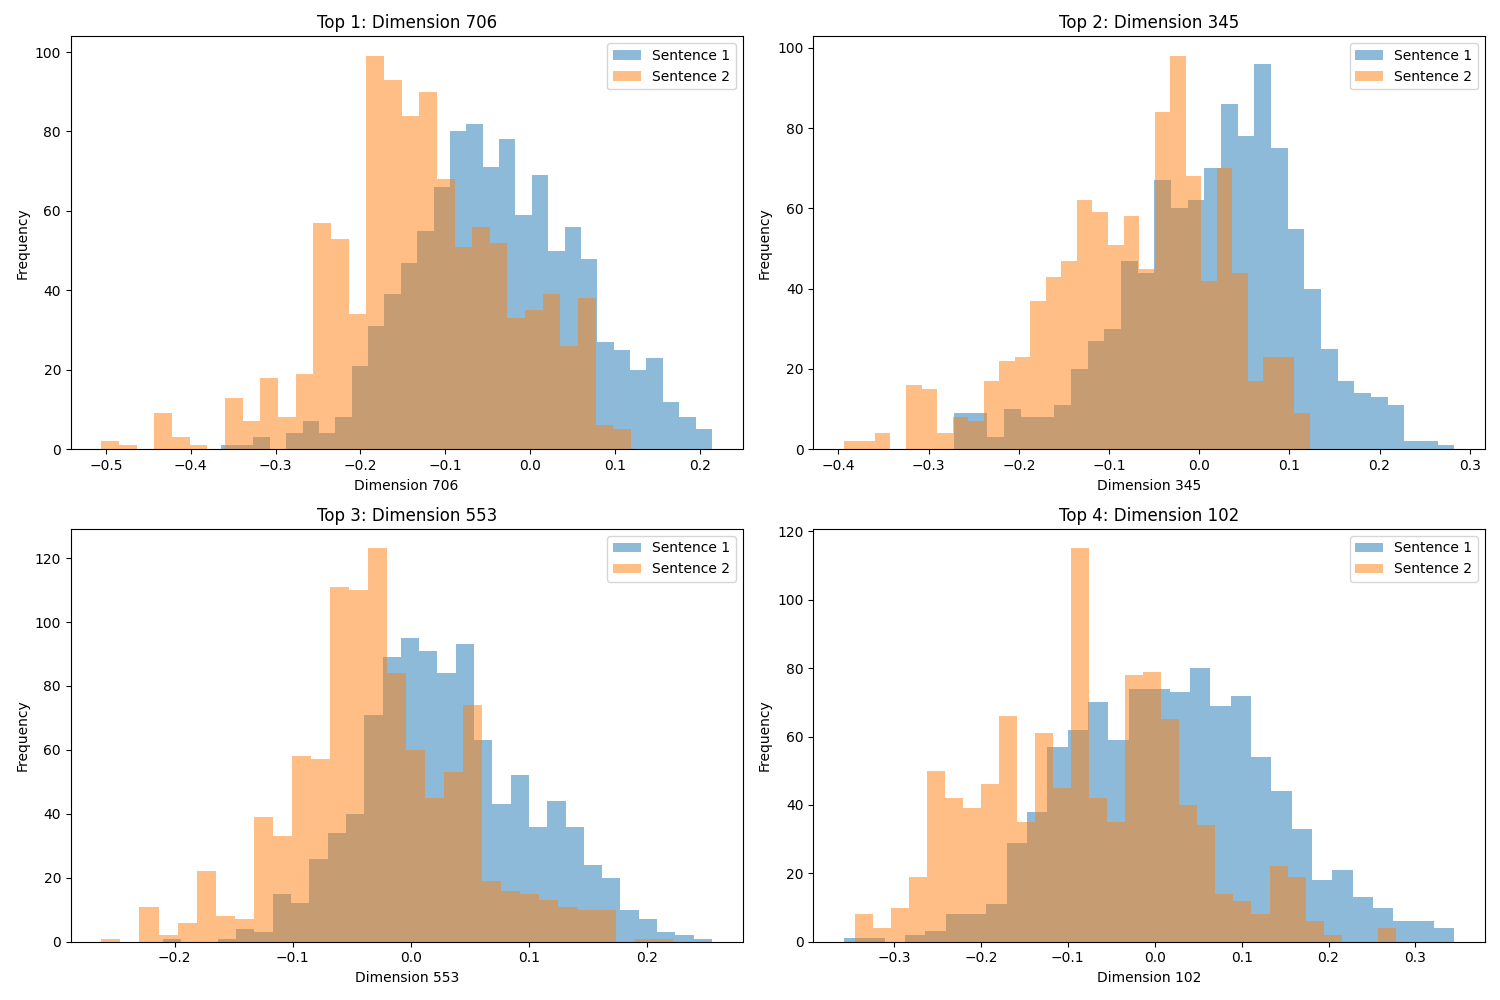 Top 1: Dimension 706
Sentence 1
Sentence 2
Frequency
100
80
60
40
20
0
−0.5 −0.4 −0.3 −0.2 −0.1 0.0 0.1 0.2
Dimension 706
Top 2: Dimension 345
Sentence 1
Sentence 2
Frequency
100
80
60
40
20
0
−0.4 −0.3 −0.2 −0.1 0.0 0.1 0.2 0.3
Dimension 345
Top 3: Dimension 553
Sentence 1
Sentence 2
Frequency
120
100
80
60
40
20
0
−0.2 −0.1 0.0 0.1 0.2
Dimension 553
Top 4: Dimension 102
Sentence 1
Sentence 2
Frequency
120
100
80
60
40
20
0
−0.3 −0.2 −0.1 0.0 0.1 0.2 0.3
Dimension 102